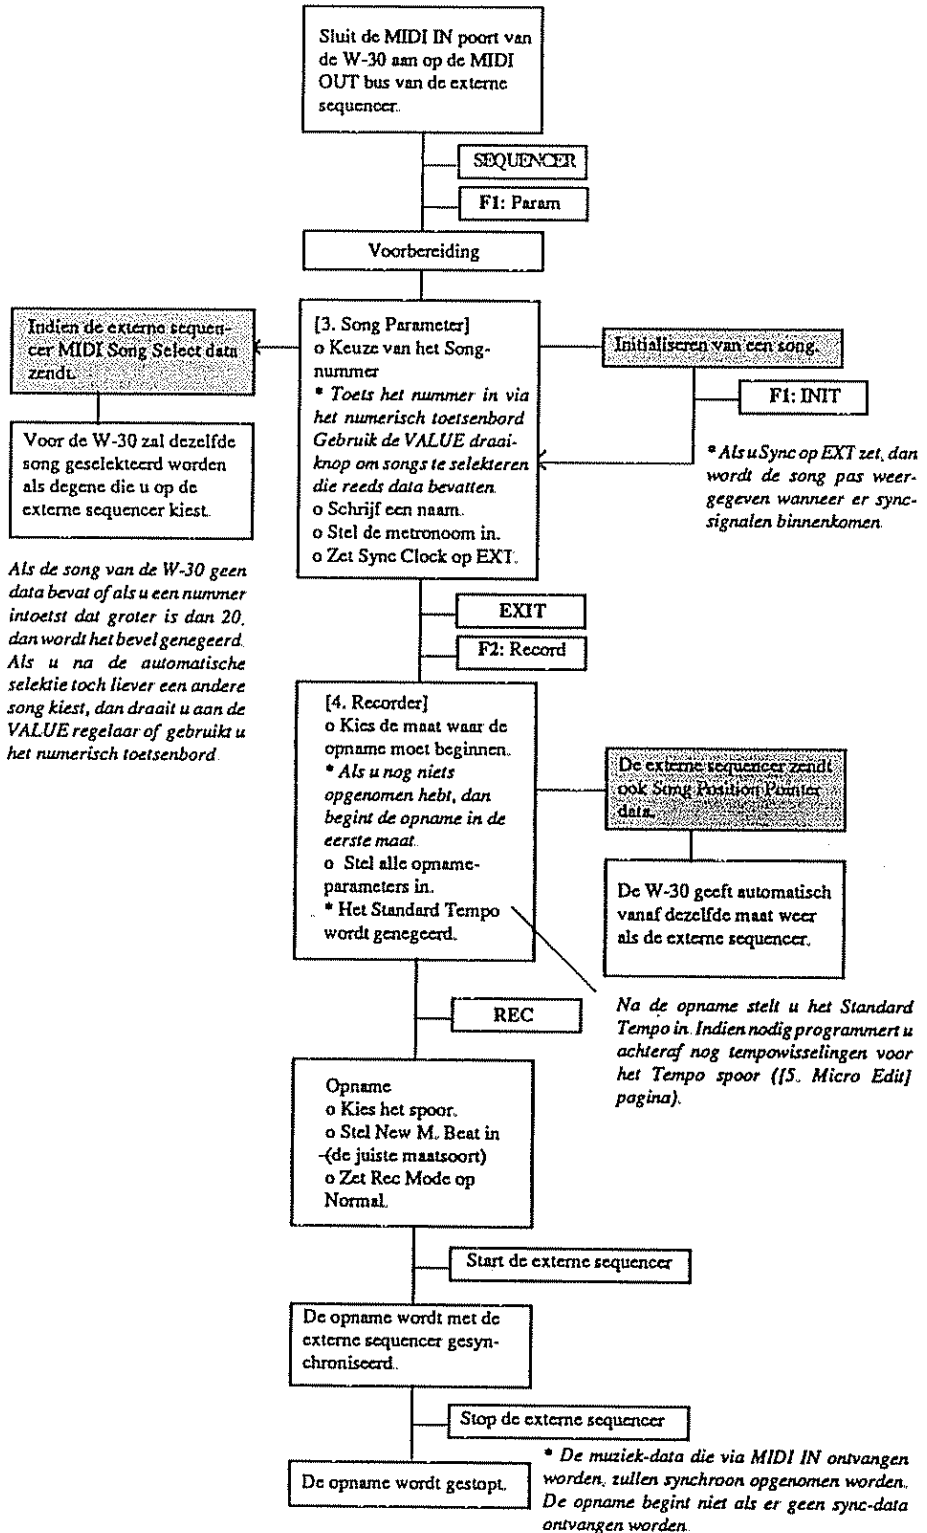 Sluit de MIDI IN poort van
de W-30 aan op de MIDI
OUT bus van de externe
sequencer.
SEQUENCER
F1: Param
Voorbereiding
Indien de externe sequen-
cer MIDI Song Select data
zendt.
Voor de W-30 zal dezelfde
song geselekteerd worden
als degene die u op de
externe sequencer kiest.
Als de song van de W-30 geen
data bevat of als u een nummer
intoetst dat groter is dan 20,
dan wordt het bevel genegeerd.
Als u na de automatische
selektie toch liever een andere
song kiest, dan draait u aan de
VALUE regelaar of gebruikt u
het numerisch toetsenbord.
[3. Song Parameter]
o Keuze van het Song-
nummer
* Toets het nummer in via
het numerisch toetsenbord
Gebruik de VALUE draai-
knop om songs te selekteren
die reeds data bevatten.
o Schrijf een naam.
o Stel de metronoom in.
o Zet Sync Clock op EXT.
Initialiseren van een song.
F1: INIT
* Als u Sync op EXT zet, dan
wordt de song pas weer-
gegeven wanneer er sync-
signalen binnenkomen.
EXIT
F2: Record
[4. Recorder]
o Kies de maat waar de
opname moet beginnen.
* Als u nog niets
opgenomen hebt, dan
begint de opname in de
eerste maat.
o Stel alle opname-
parameters in.
* Het Standard Tempo
wordt genegeerd.
De externe sequencer zendt
ook Song Position Pointer
data.
De W-30 geeft automatisch
vanaf dezelfde maat weer
als de externe sequencer.
Na de opname stelt u het Standard
Tempo in. Indien nodig programmert u
achteraf nog tempowisselingen voor
het Tempo spoor ([5. Micro Edit]
pagina).
REC
Opname
o Kies het spoor.
o Stel New M. Beat in
-(de juiste maatsoort)
o Zet Rec Mode op
Normal.
Start de externe sequencer
De opname wordt met de
externe sequencer gesyn-
chroniseerd.
Stop de externe sequencer
De opname wordt gestopt.
* De muziek-data die via MIDI IN ontvangen
worden, zullen synchroon opgenomen worden.
De opname begint niet als er geen sync-data
ontvangen worden.